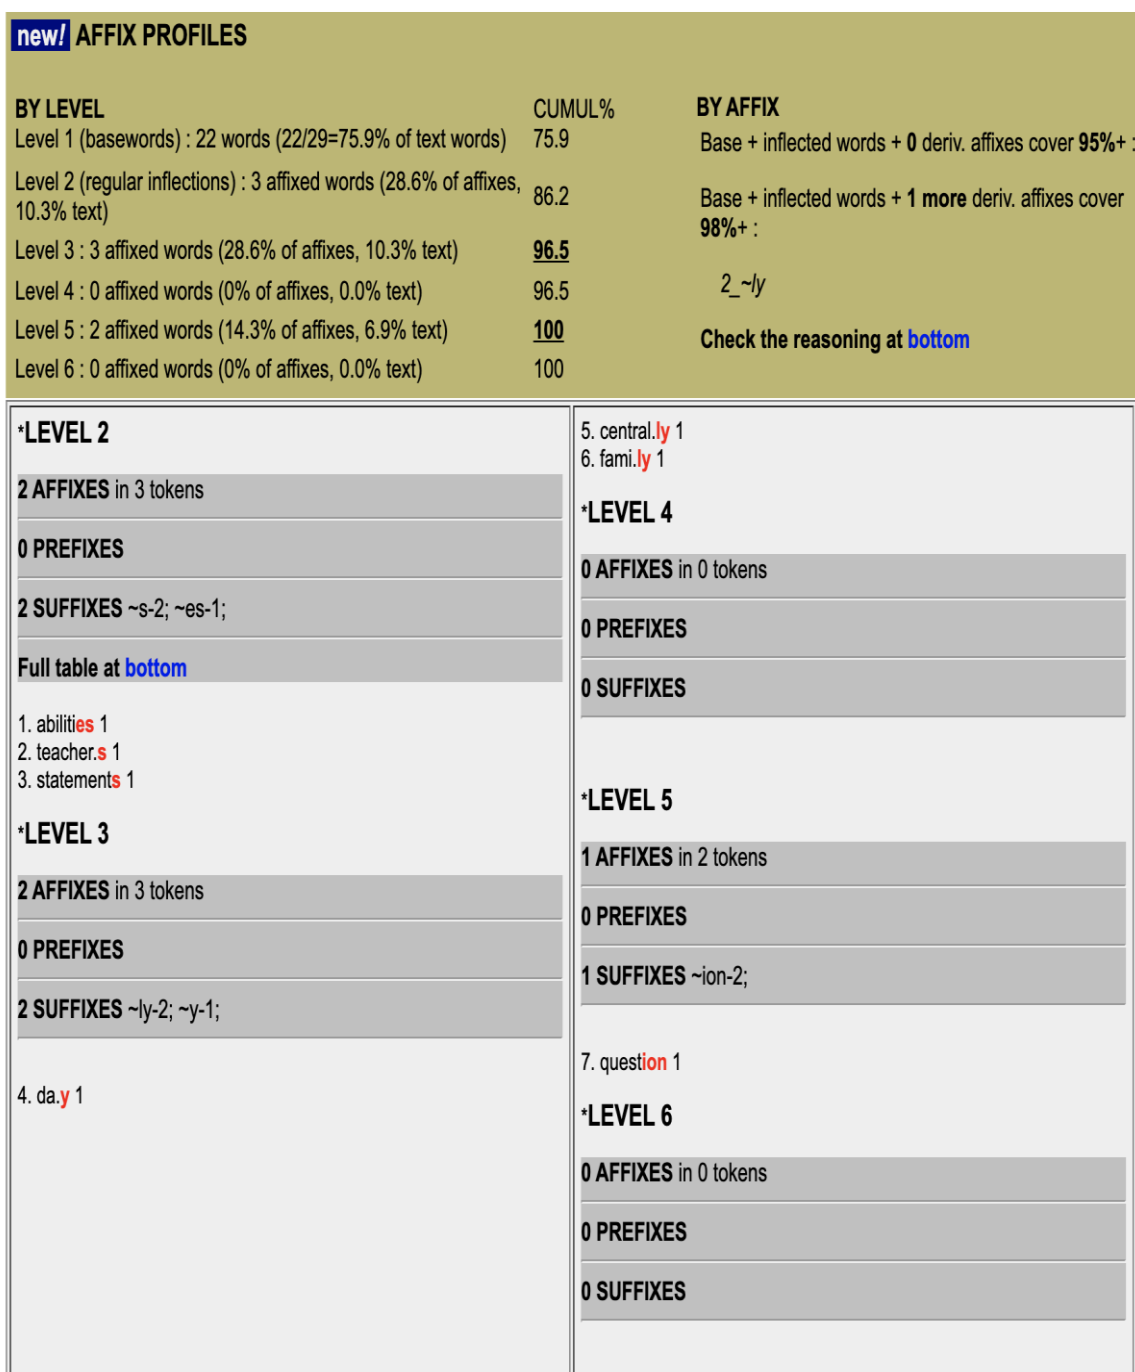 new! AFFIX PROFILES
BY LEVEL
CUMUL%
Level 1 (basewords) : 22 words (22/29=75.9% of text words)
75.9
Level 2 (regular inflections) : 3 affixed words (28.6% of affixes,
10.3% text)
86.2
Level 3 : 3 affixed words (28.6% of affixes, 10.3% text)
96.5
Level 4 : 0 affixed words (0% of affixes, 0.0% text)
96.5
Level 5 : 2 affixed words (14.3% of affixes, 6.9% text)
100
Level 6 : 0 affixed words (0% of affixes, 0.0% text)
100
BY AFFIX
Base + inflected words + 0 deriv. affixes cover 95%+ :
Base + inflected words + 1 more deriv. affixes cover
98%+ :
2_~ly
Check the reasoning at bottom
*LEVEL 2
2 AFFIXES in 3 tokens
0 PREFIXES
2 SUFFIXES ~s-2; ~es-1;
Full table at bottom
1. abilities 1
2. teacher.s 1
3. statements 1
*LEVEL 3
2 AFFIXES in 3 tokens
0 PREFIXES
2 SUFFIXES ~ly-2; ~y-1;
4. da.y 1
5. central.ly 1
6. fami.ly 1
*LEVEL 4
0 AFFIXES in 0 tokens
0 PREFIXES
0 SUFFIXES
*LEVEL 5
1 AFFIXES in 2 tokens
0 PREFIXES
1 SUFFIXES ~ion-2;
7. question 1
*LEVEL 6
0 AFFIXES in 0 tokens
0 PREFIXES
0 SUFFIXES